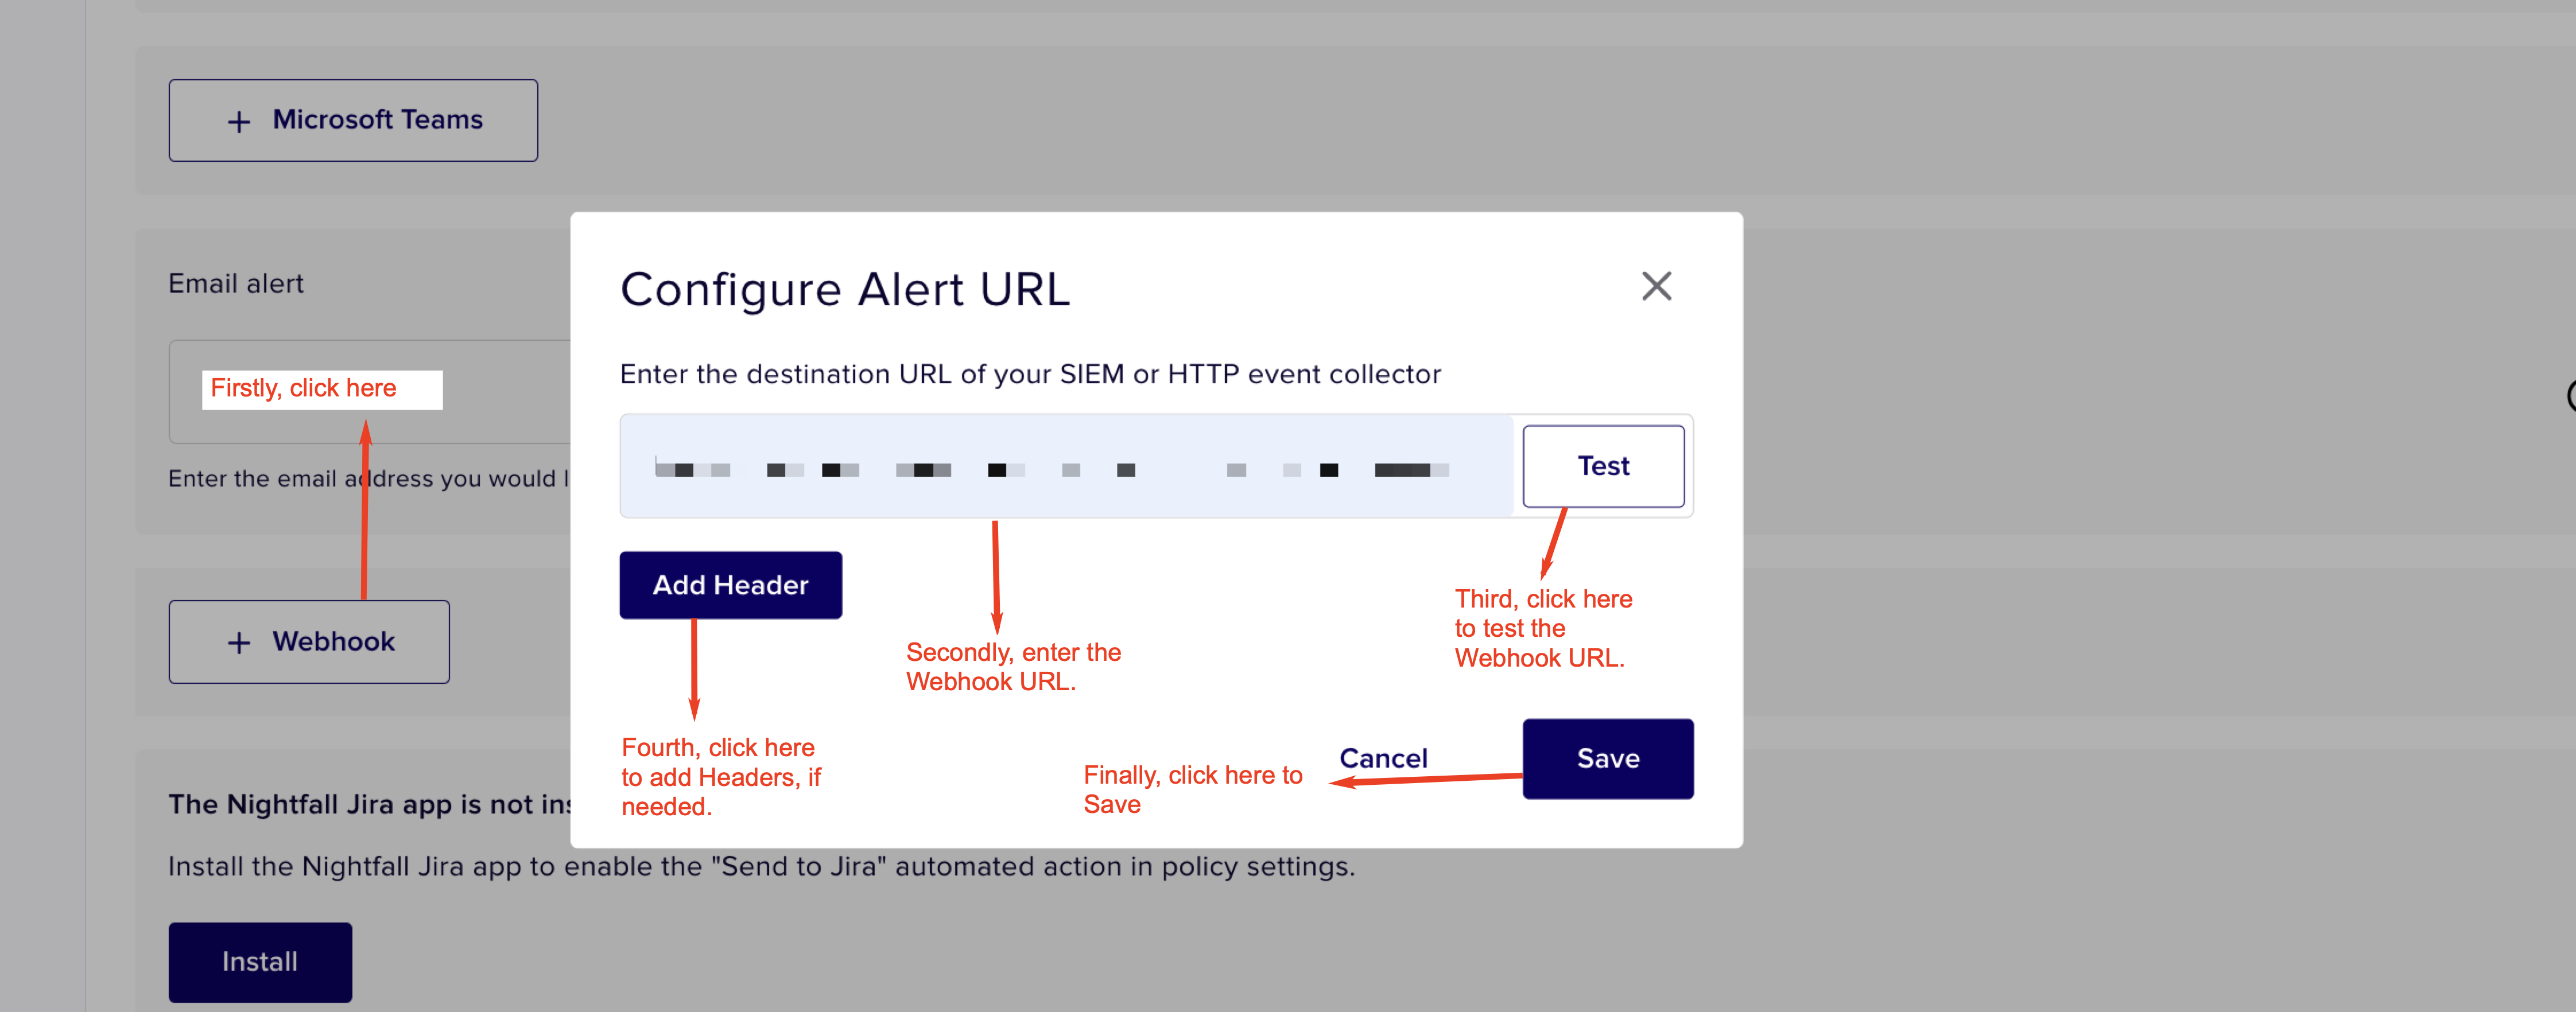 + Microsoft Teams
Email alert
Firstly, click here
Enter the email address you would l
+ Webhook
The Nightfall Jira app is not ins
Install the Nightfall Jira app to enable the "Send to Jira" automated action in policy settings.
Install
Configure Alert URL
Enter the destination URL of your SIEM or HTTP event collector
Test
Add Header
Secondly, enter the
Webhook URL.
Third, click here
to test the
Webhook URL.
Fourth, click here
to add Headers, if
needed.
Finally, click here to
Save
Cancel
Save